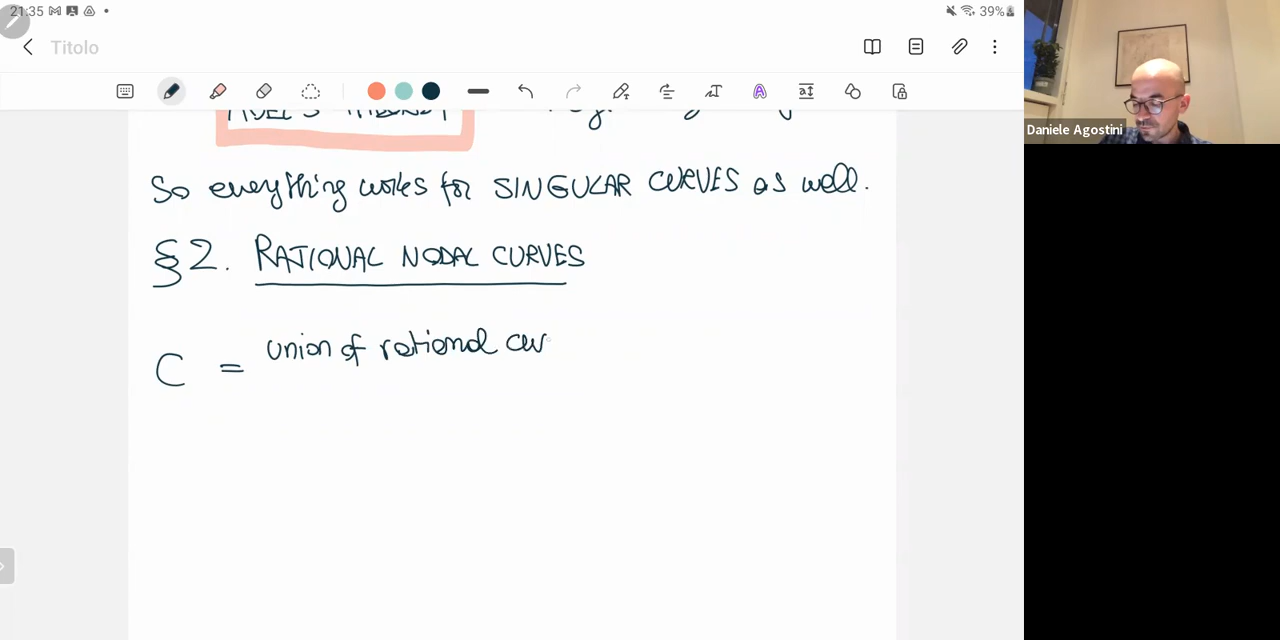 21:35
39%
Titolo
Daniele Agostini
So everything works for SINGULAR CURVES as well.
§2. RATIONAL NODAL CURVES
C = union of rational cur